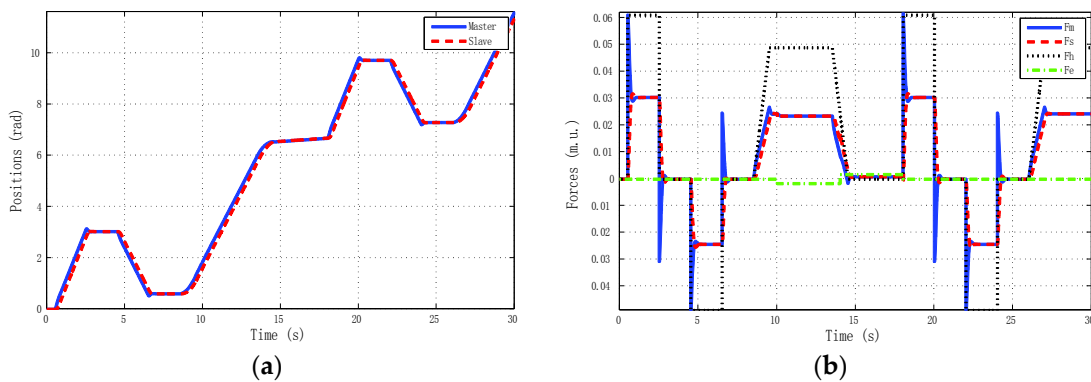 Positions (rad)
10
8
6
4
2
0
0 5 10 15 20 25 30
Time (s)
Master
Slave
(a)
Forces (m.u.)
0.06
0.05
0.04
0.03
0.02
0.01
0
0.01
0.02
0.03
0.04
0 5 10 15 20 25 30
Time (s)
Fm
Fs
Fh
Fe
(b)